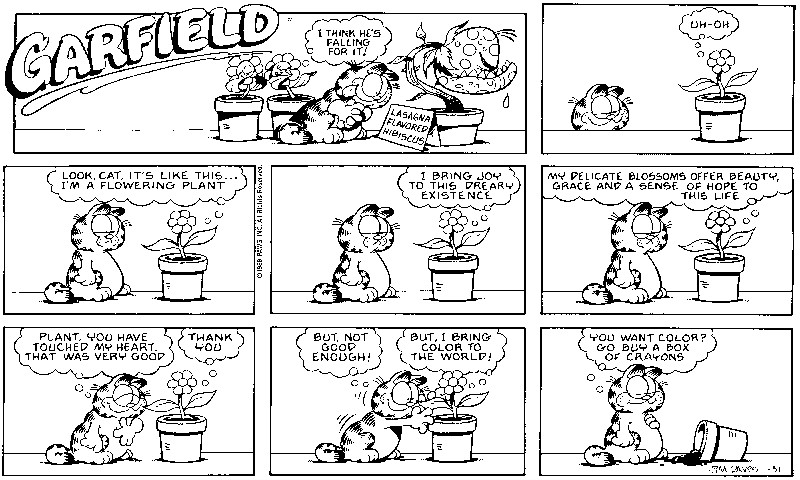 GARFIELD
I THINK HE'S
FALLING
FOR IT!
LASAGNA
FLAVORED
HIBISCUS
UH-OH
LOOK, CAT, IT'S LIKE THIS...
I'M A FLOWERING PLANT
I BRING JOY
TO THIS DREARY
EXISTENCE
MY DELICATE BLOSSOMS OFFER BEAUTY,
GRACE AND A SENSE OF HOPE TO
THIS LIFE
PLANT, YOU HAVE
TOUCHED MY HEART.
THAT WAS VERY GOOD
THANK
YOU
BUT, NOT
GOOD
ENOUGH!
BUT, I BRING
COLOR TO
THE WORLD!
YOU WANT COLOR?
GO BUY A BOX
OF CRAYONS
JIM DAVIS